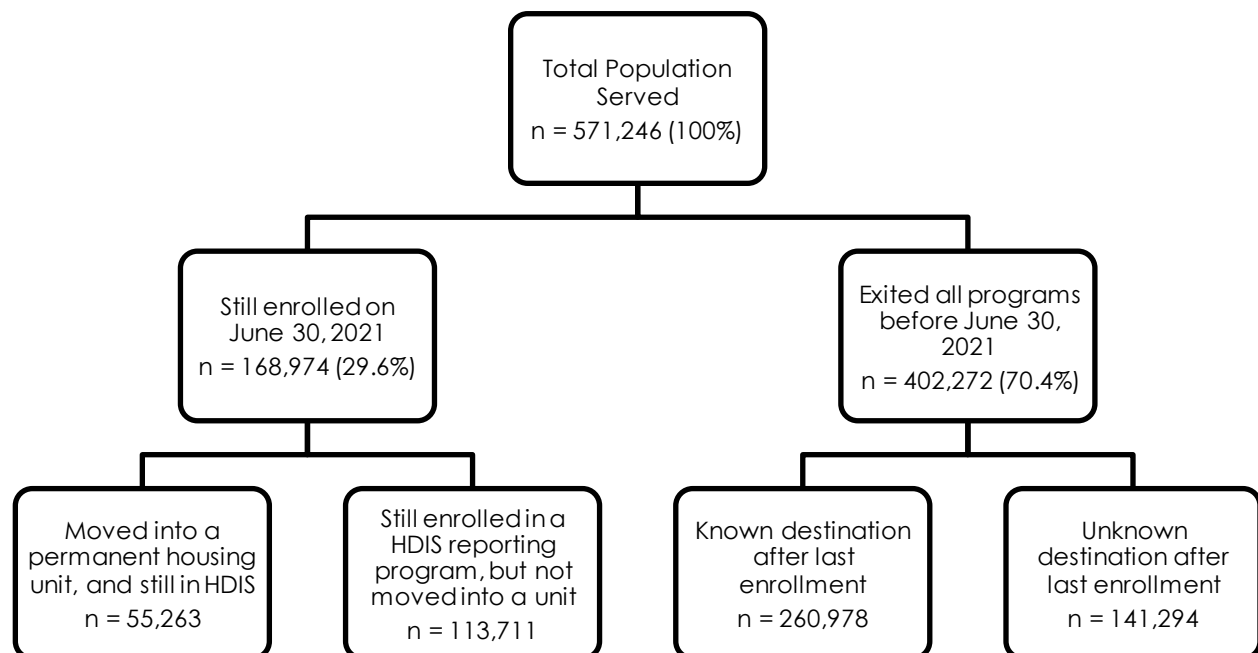 Total Population
Served
n = 571,246 (100%)
Still enrolled on
June 30, 2021
n = 168,974 (29.6%)
Exited all programs
before June 30,
2021
n = 402,272 (70.4%)
Moved into a
permanent housing
unit, and still in HDIS
n = 55,263
Still enrolled in a
HDIS reporting
program, but not
moved into a unit
n = 113,711
Known destination
after last
enrollment
n = 260,978
Unknown
destination after
last enrollment
n = 141,294